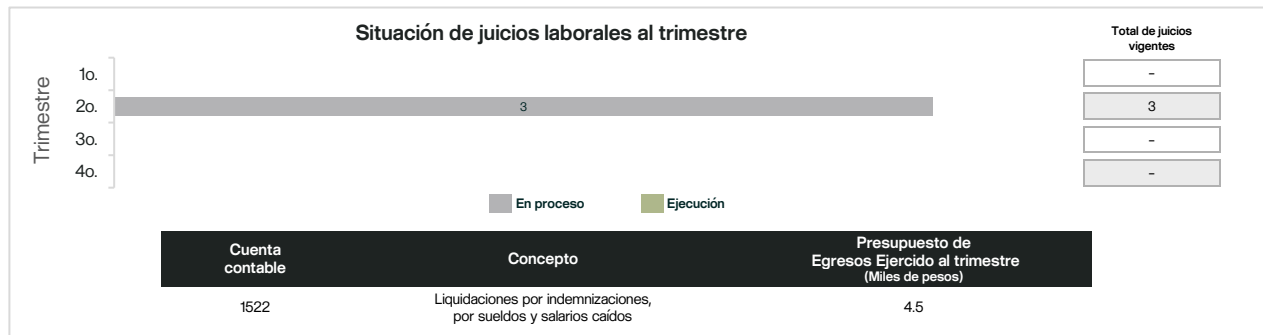 Situación de juicios laborales al trimestre
Total de juicios
vigentes
Trimestre
1o.
-
2o.
3
3
3o.
-
4o.
-
En proceso
Ejecución
Cuenta
contable
Concepto
Presupuesto de
Egresos Ejercido al trimestre
(Miles de pesos)
1522
Liquidaciones por indemnizaciones,
por sueldos y salarios caídos
4.5